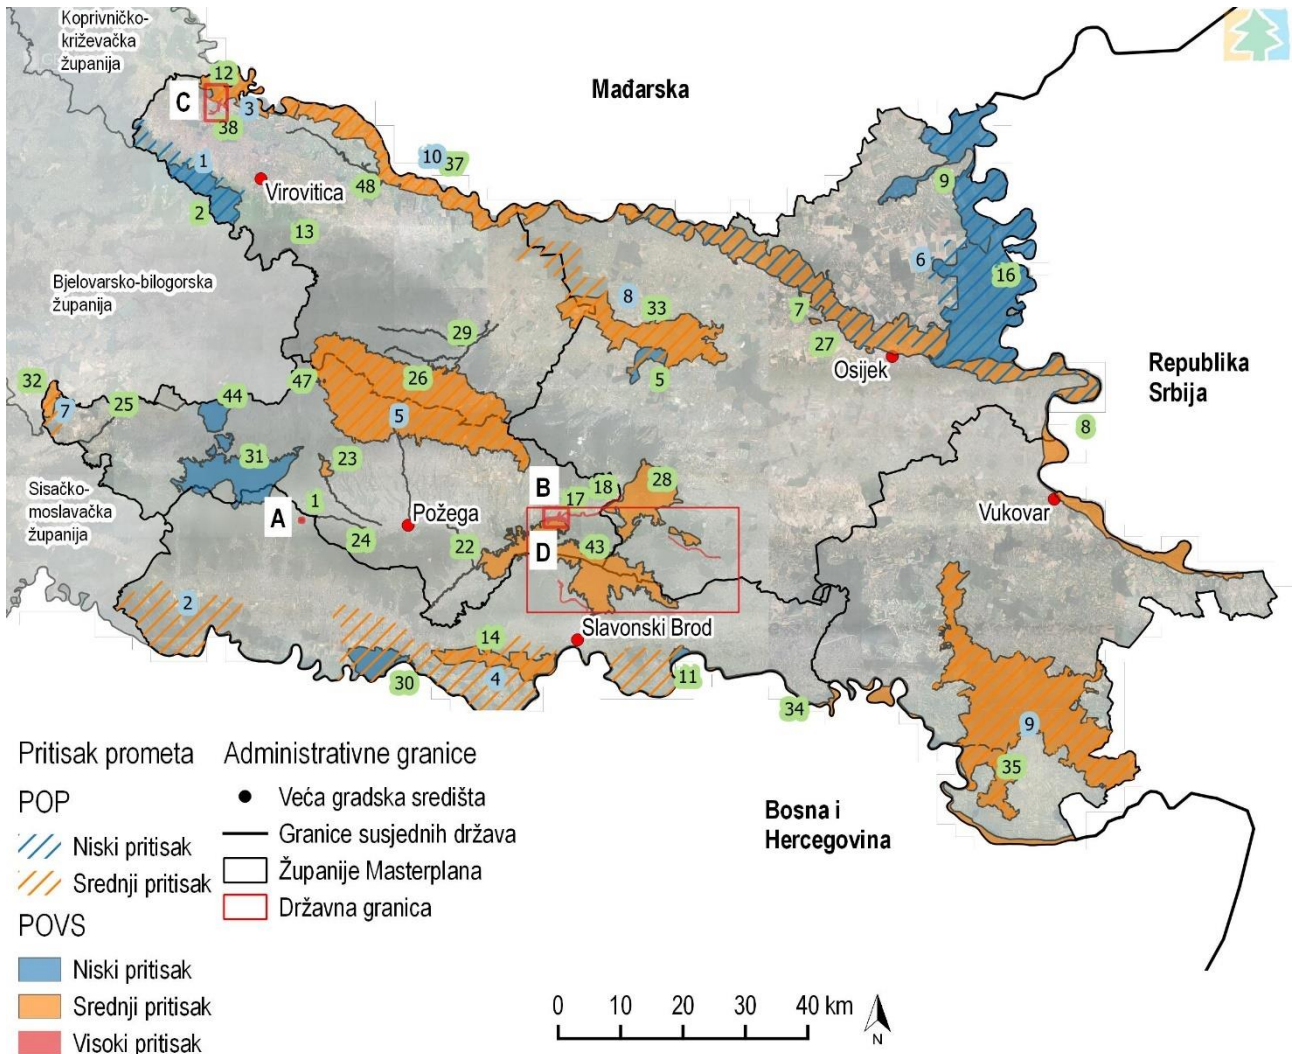 Koprivničko-
križevačka
županija
Mađarska
12
C
3
38
10
37
1
Virovitica
48
9
2
13
6
16
Bjelovarsko-bilogorska
županija
8
33
7
29
27
Osijek
Republika
Srbija
32
47
26
5
44
25
7
5
8
31
23
B
18
28
17
Sisačko-
moslavačka
županija
1
A
Požega
Vukovar
24
22
43
D
2
14
Slavonski Brod
4
30
11
34
9
35
Bosna i
Hercegovina
Pritisak prometa
POP
Niski pritisak
Srednji pritisak
POVS
Niski pritisak
Srednji pritisak
Visoki pritisak
Administrativne granice
Veća gradska središta
Granice susjednih država
Županije Masterplana
Državna granica
0 10 20 30 40 km
N